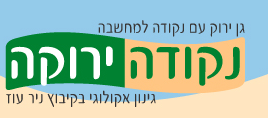 גן ירוק עם נקודה למחשבה
נקודה ירוקה
גינון אקולוגי בקיבוץ ניר עוז